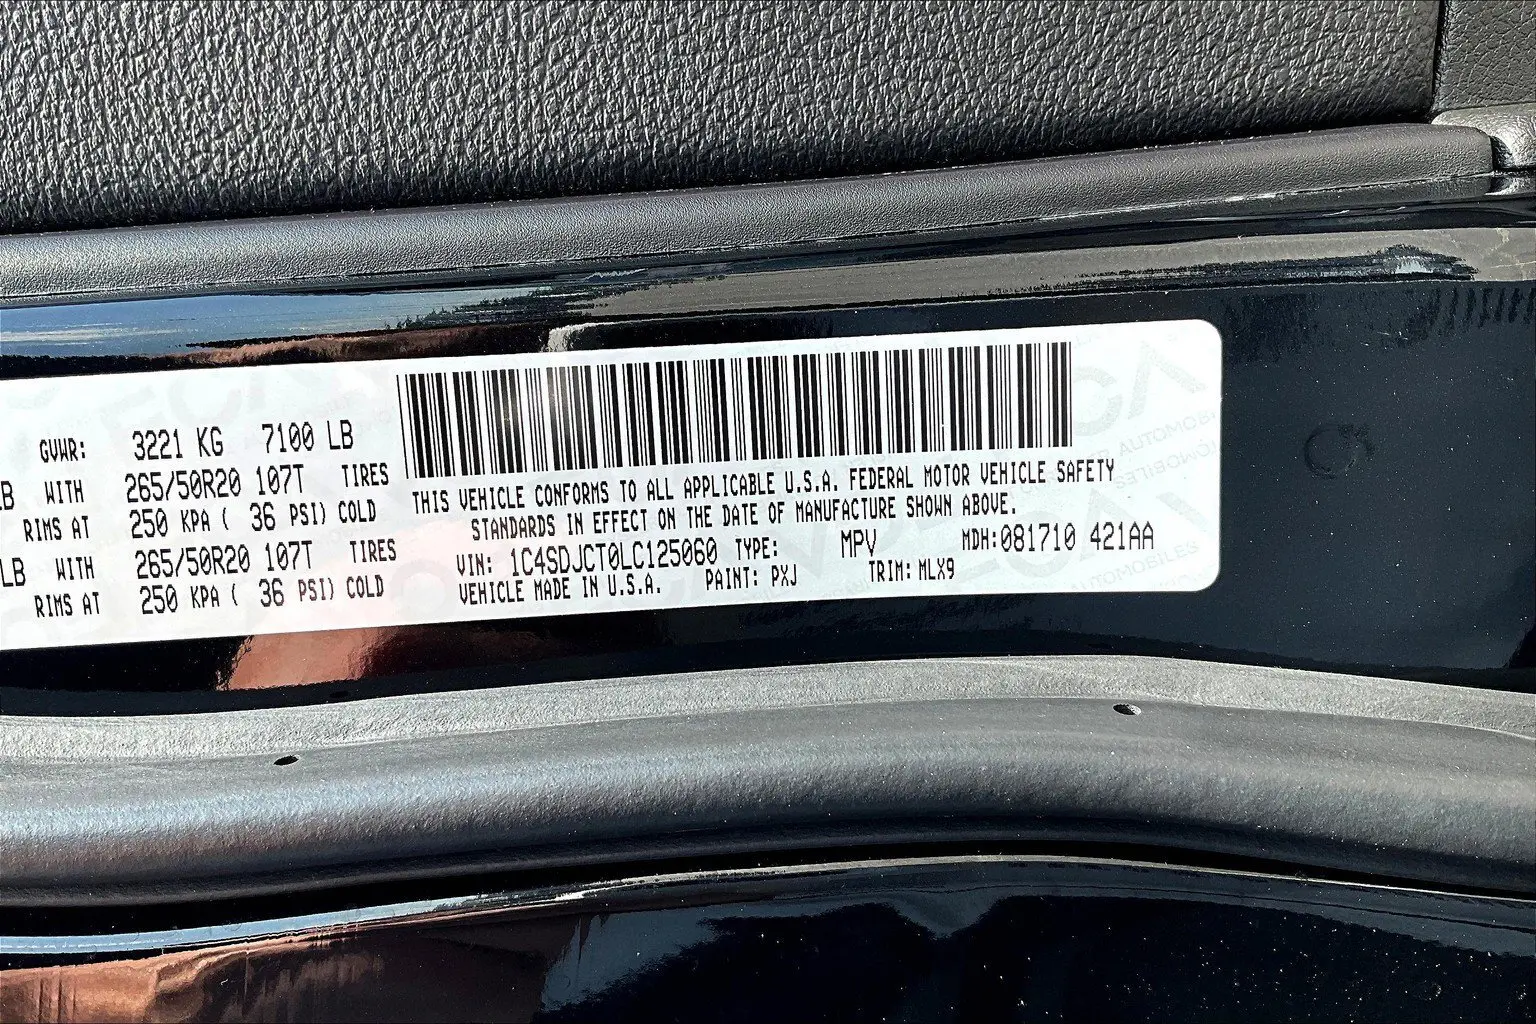 GVWR: 3221 KG 7100 LB
LB WITH 265/50R20 107T TIRES
RIMS AT 250 KPA ( 36 PSI) COLD
LB WITH 265/50R20 107T TIRES
RIMS AT 250 KPA ( 36 PSI) COLD
THIS VEHICLE CONFORMS TO ALL APPLICABLE U.S.A. FEDERAL MOTOR VEHICLE SAFETY
STANDARDS IN EFFECT ON THE DATE OF MANUFACTURE SHOWN ABOVE.
VIN: 1C4SDJCT0LC125060 TYPE: MPV MDH:081710 421AA
VEHICLE MADE IN U.S.A. PAINT: PXJ TRIM: MLX9